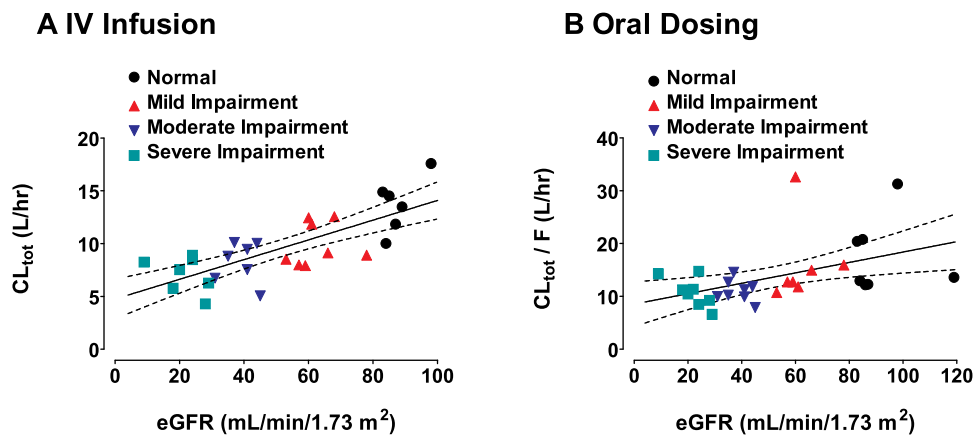 A IV Infusion
Normal
Mild Impairment
Moderate Impairment
Severe Impairment
20
15
10
5
0
CLtot (L/hr)
0 20 40 60 80 100
eGFR (mL/min/1.73 m²)
B Oral Dosing
Normal
Mild Impairment
Moderate Impairment
Severe Impairment
40
30
20
10
0
CLtot / F (L/hr)
0 20 40 60 80 100 120
eGFR (mL/min/1.73 m²)